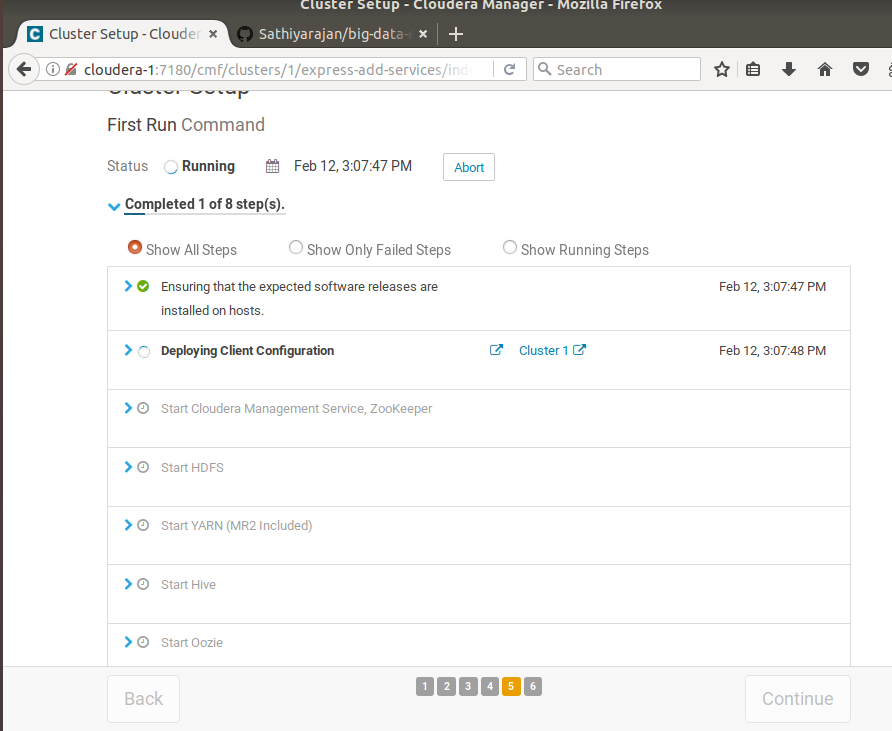 Cluster Setup - Cloudera Manager - Mozilla Firefox
Cluster Setup - Clouder
Sathiyarajan/big-data-
cloudera-1:7180/cmf/clusters/1/express-add-services/ind
Search
Cluster Setup
First Run Command
Status Running Feb 12, 3:07:47 PM Abort
Completed 1 of 8 step(s).
Show All Steps Show Only Failed Steps Show Running Steps
Ensuring that the expected software releases are Feb 12, 3:07:47 PM
installed on hosts.
Deploying Client Configuration Cluster 1 Feb 12, 3:07:48 PM
Start Cloudera Management Service, ZooKeeper
Start HDFS
Start YARN (MR2 Included)
Start Hive
Start Oozie
Back 1 2 3 4 5 6 Continue